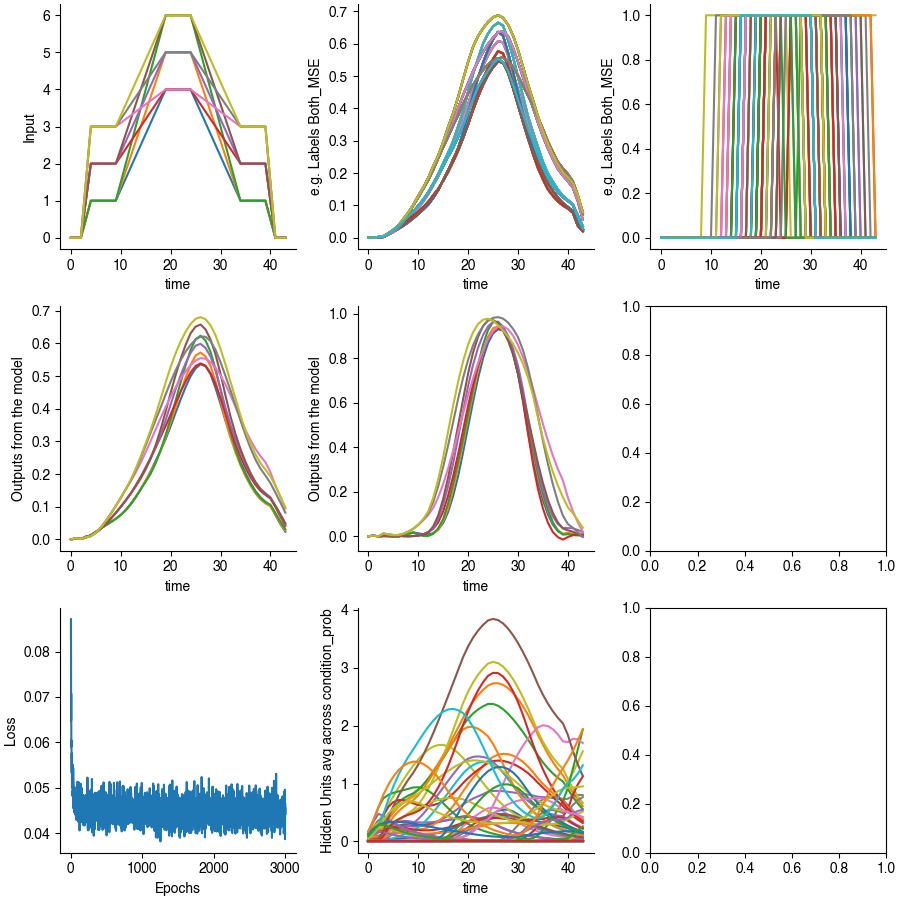 6
5
4
3
2
1
0
Input
0 10 20 30 40
time
0.7
0.6
0.5
0.4
0.3
0.2
0.1
0.0
e.g. Labels Both_MSE
0 10 20 30 40
time
1.0
0.8
0.6
0.4
0.2
0.0
e.g. Labels Both_MSE
0 10 20 30 40
time
0.7
0.6
0.5
0.4
0.3
0.2
0.1
0.0
Outputs from the model
0 10 20 30 40
time
1.0
0.8
0.6
0.4
0.2
0.0
Outputs from the model
0 10 20 30 40
time
1.0
0.8
0.6
0.4
0.2
0.0
0.0 0.2 0.4 0.6 0.8 1.0
0.08
0.07
0.06
0.05
0.04
Loss
0 1000 2000 3000
Epochs
4
3
2
1
0
Hidden Units avg across condition_prob
0 10 20 30 40
time
1.0
0.8
0.6
0.4
0.2
0.0
0.0 0.2 0.4 0.6 0.8 1.0